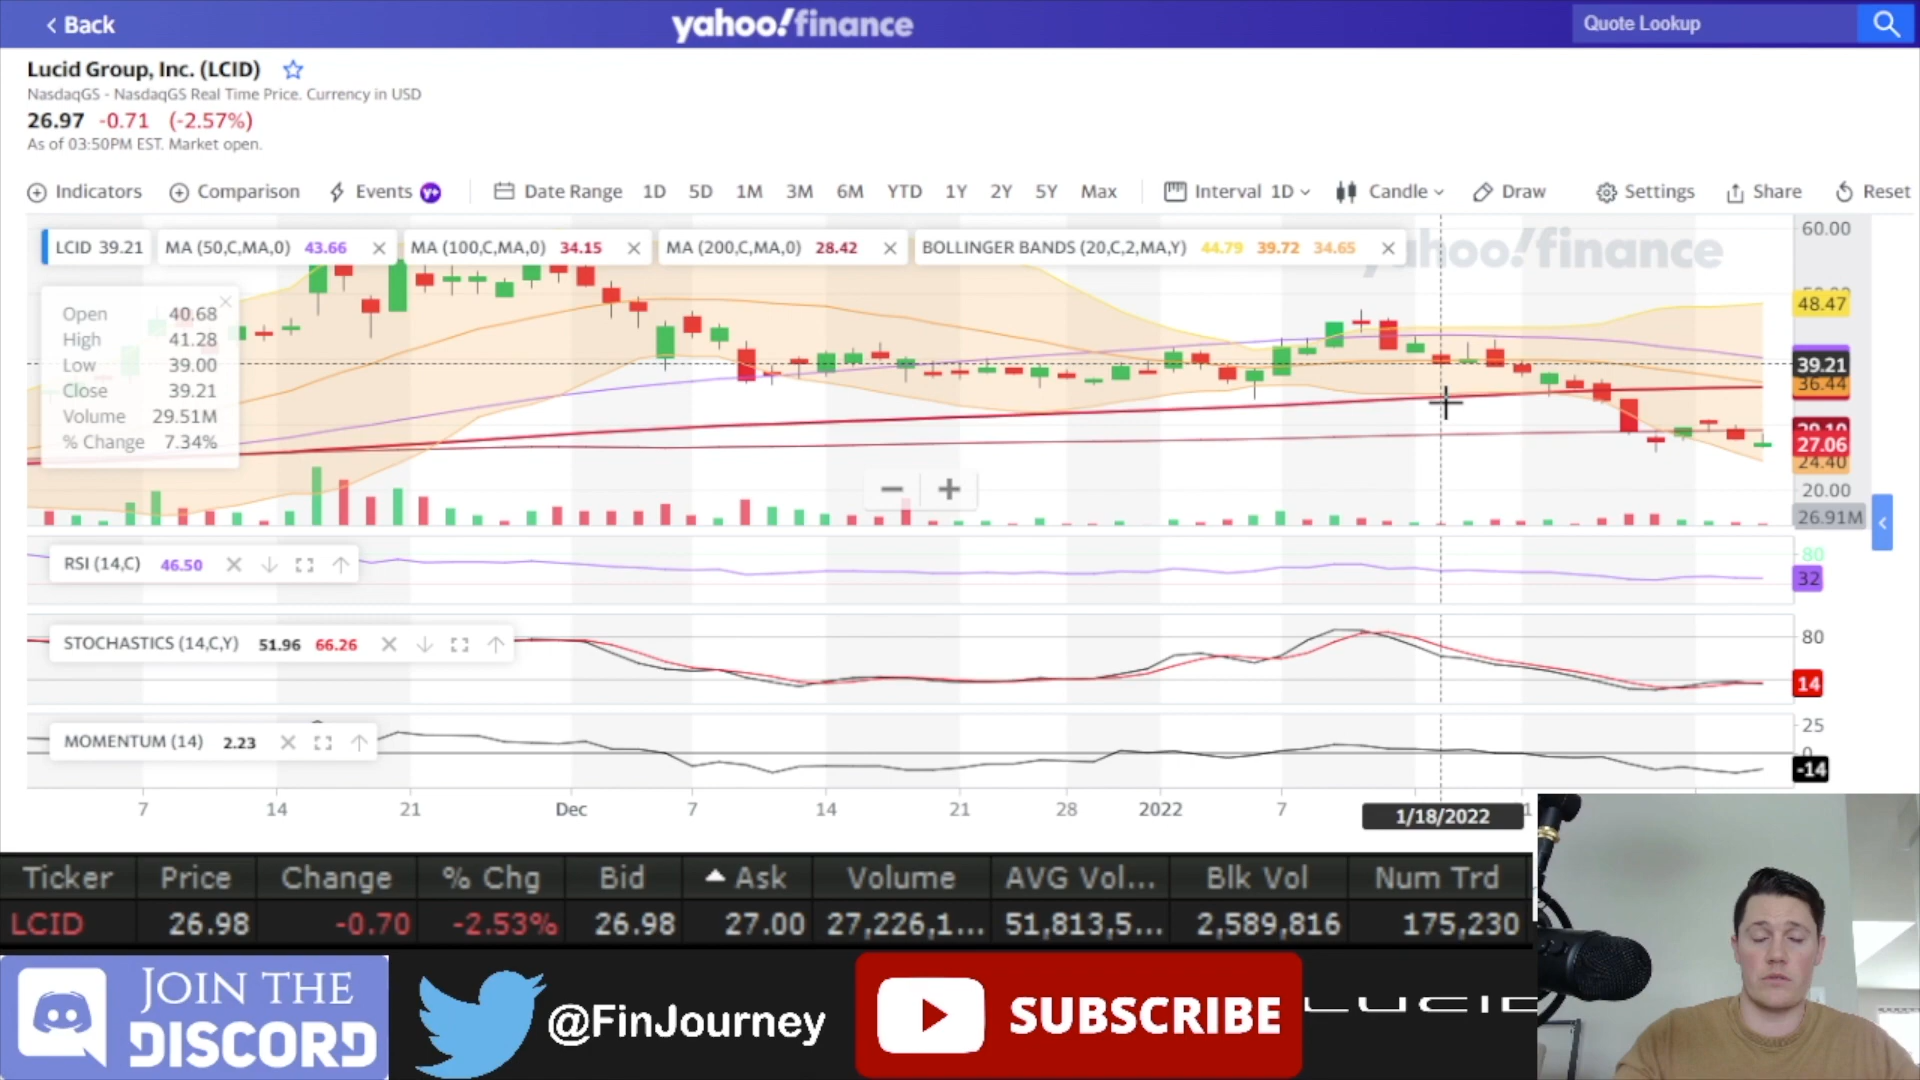 Back
yahoo!finance
Quote Lookup
Lucid Group, Inc. (LCID)
NasdaqGS - NasdaqGS Real Time Price. Currency in USD
26.97 -0.71 (-2.57%)
As of 03:50PM EST. Market open.
Indicators Comparison Events Y+ Date Range 1D 5D 1M 3M 6M YTD 1Y 2Y 5Y Max Interval 1D Candle Draw Settings Share Reset
LCID 39.21 MA (50,C,MA,0) 43.66 MA (100,C,MA,0) 34.15 MA (200,C,MA,0) 28.42 BOLLINGER BANDS (20,C,2,MA,Y) 44.79 39.72 34.65
yahoo!finance
60.00
48.47
39.21
36.44
29.10
27.06
24.40
20.00
26.91M
Open 40.68
High 41.28
Low 39.00
Close 39.21
Volume 29.51M
% Change 7.34%
RSI (14,C) 46.50
80
32
STOCHASTICS (14,C,Y) 51.96 66.26
80
14
MOMENTUM (14) 2.23
25
0
-14
7 14 21 Dec 7 14 21 28 2022 7 1/18/2022
Ticker Price Change % Chg Bid Ask Volume AVG Vol... Blk Vol Num Trd
LCID 26.98 -0.70 -2.53% 26.98 27.00 27,226,1... 51,813,5... 2,589,816 175,230
JOIN THE
DISCORD
@FinJourney
SUBSCRIBE